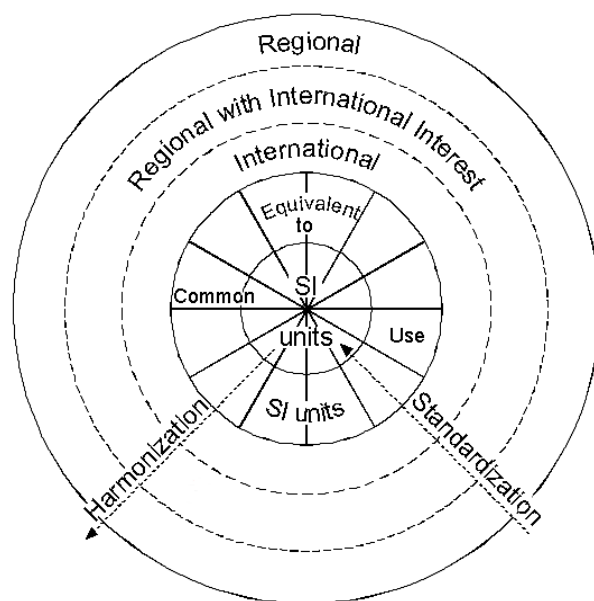 Regional
Regional with International Interest
International
Equivalent
to
SI
Common
units
Use
SI units
Harmonization
Standardization